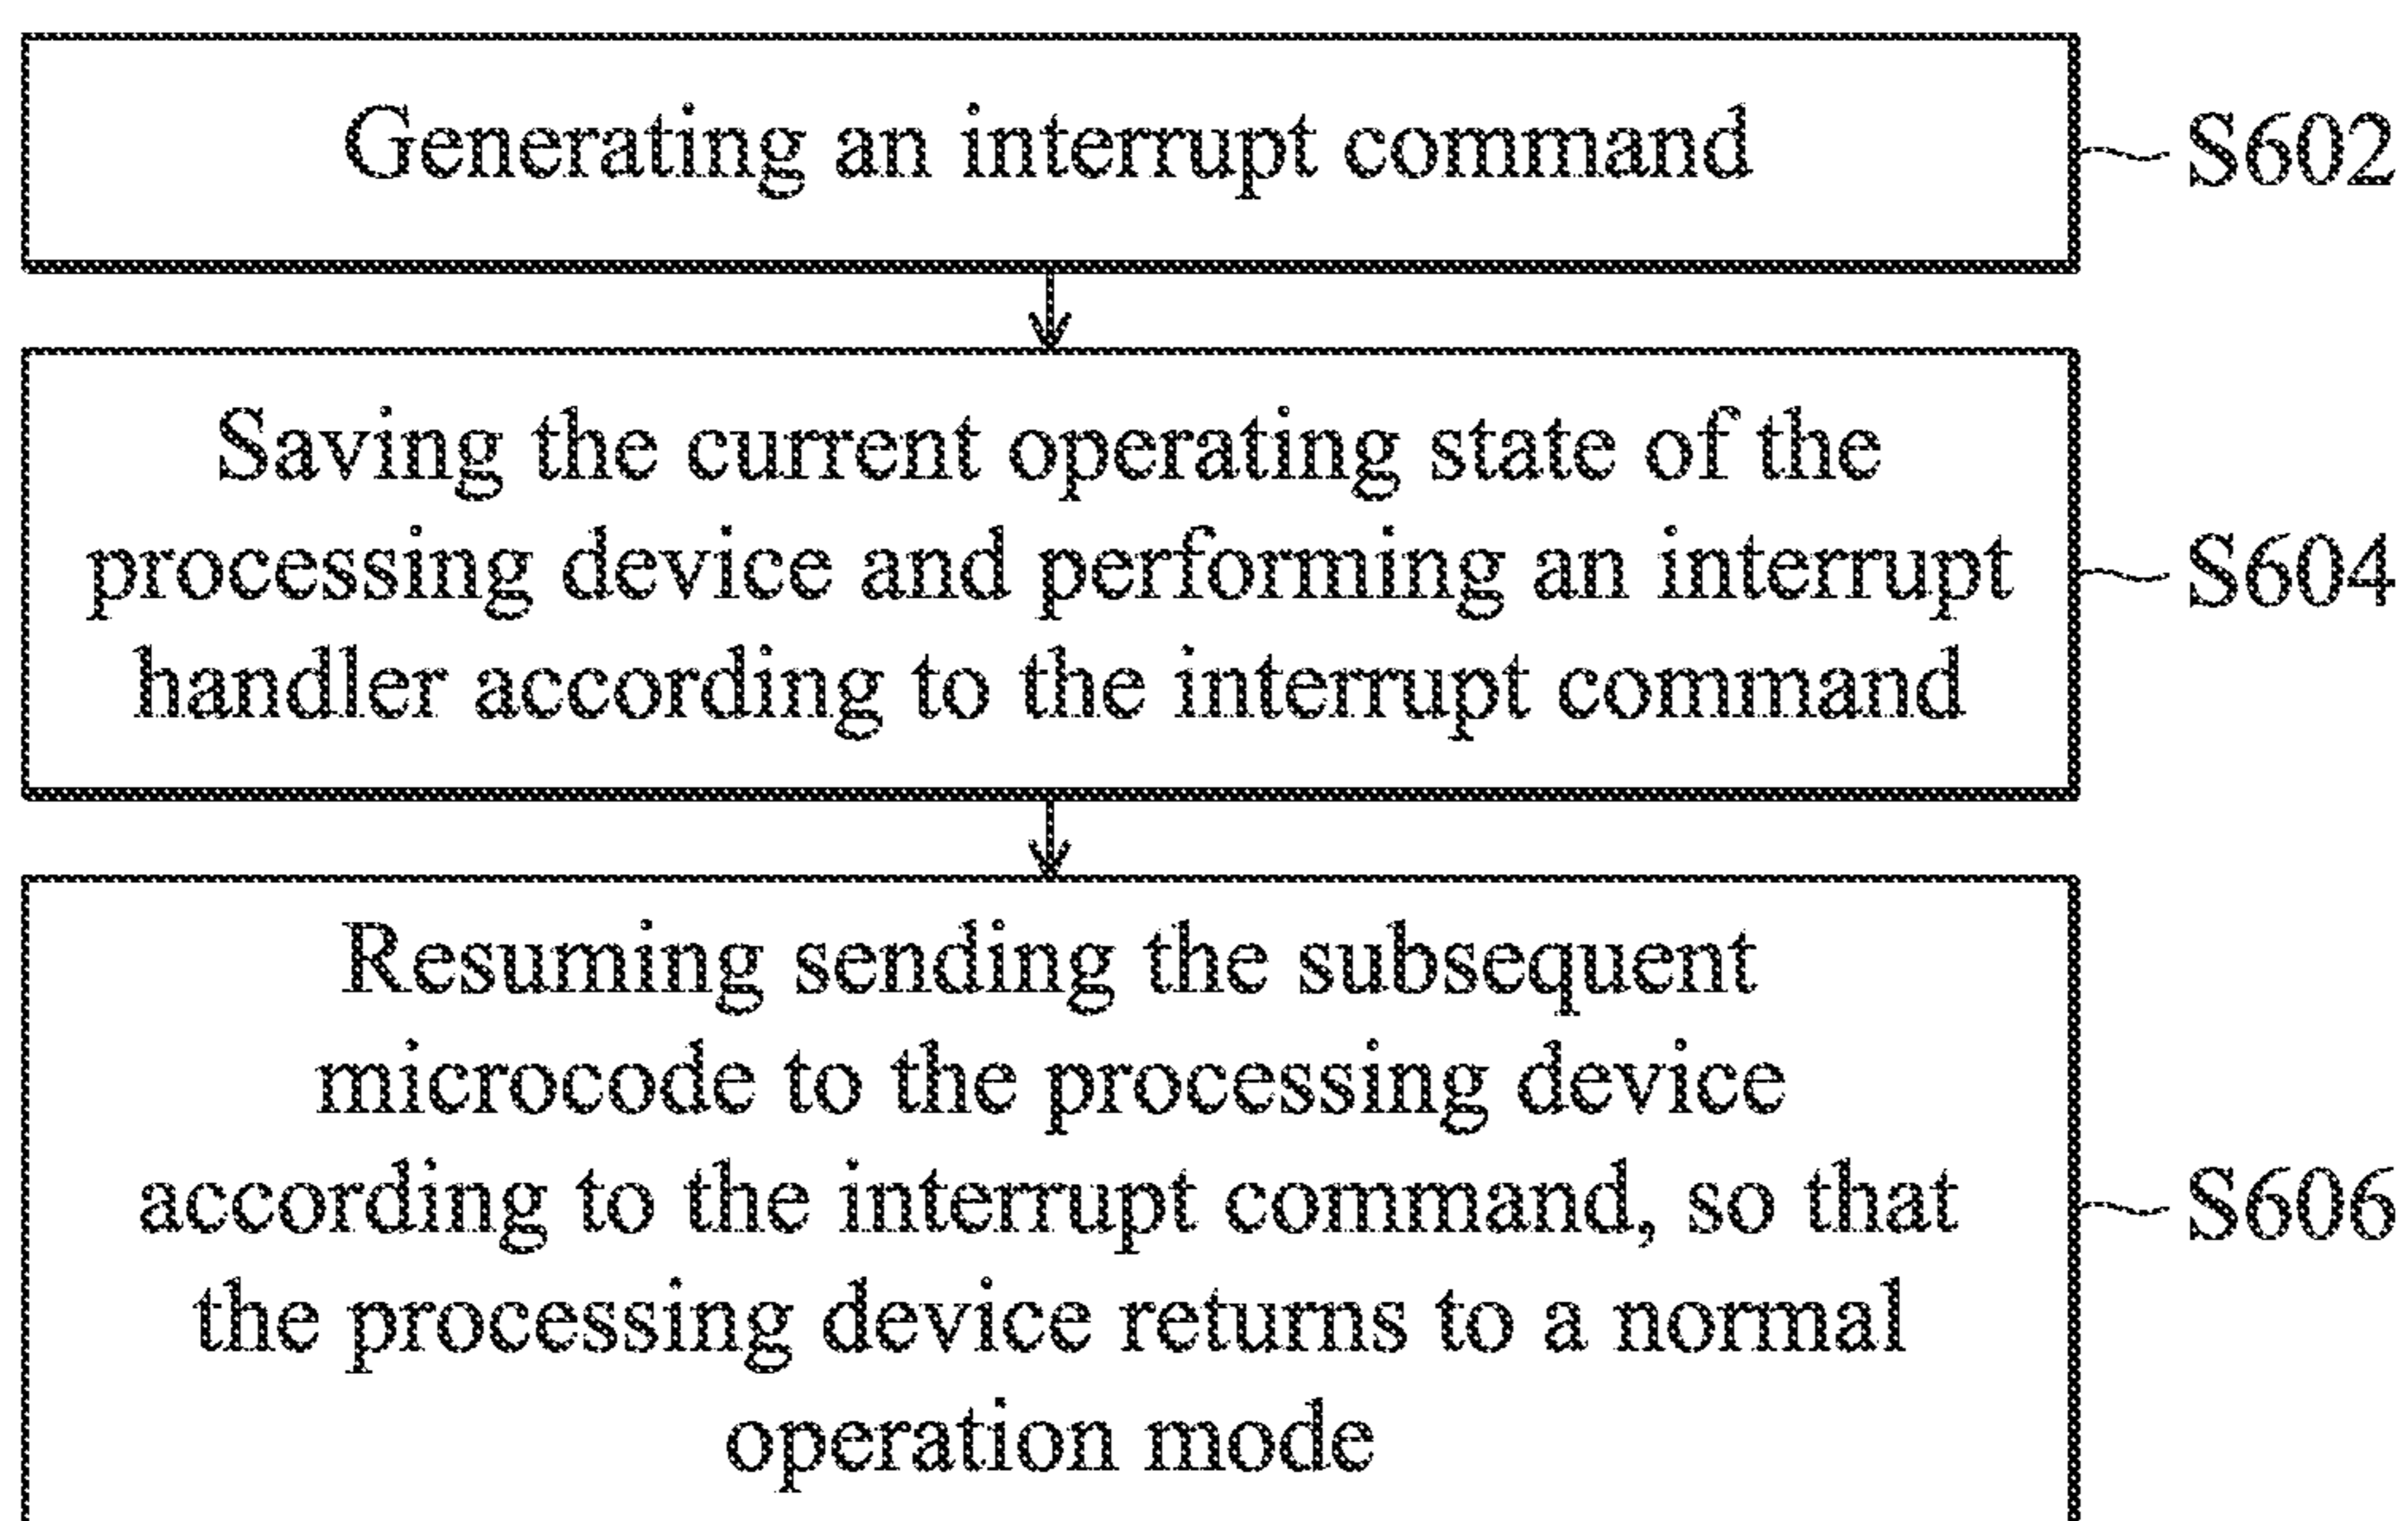 Generating an interrupt command
S602
Saving the current operating state of the
processing device and performing an interrupt
handler according to the interrupt command
S604
Resuming sending the subsequent
microcode to the processing device
according to the interrupt command, so that
the processing device returns to a normal
operation mode
S606